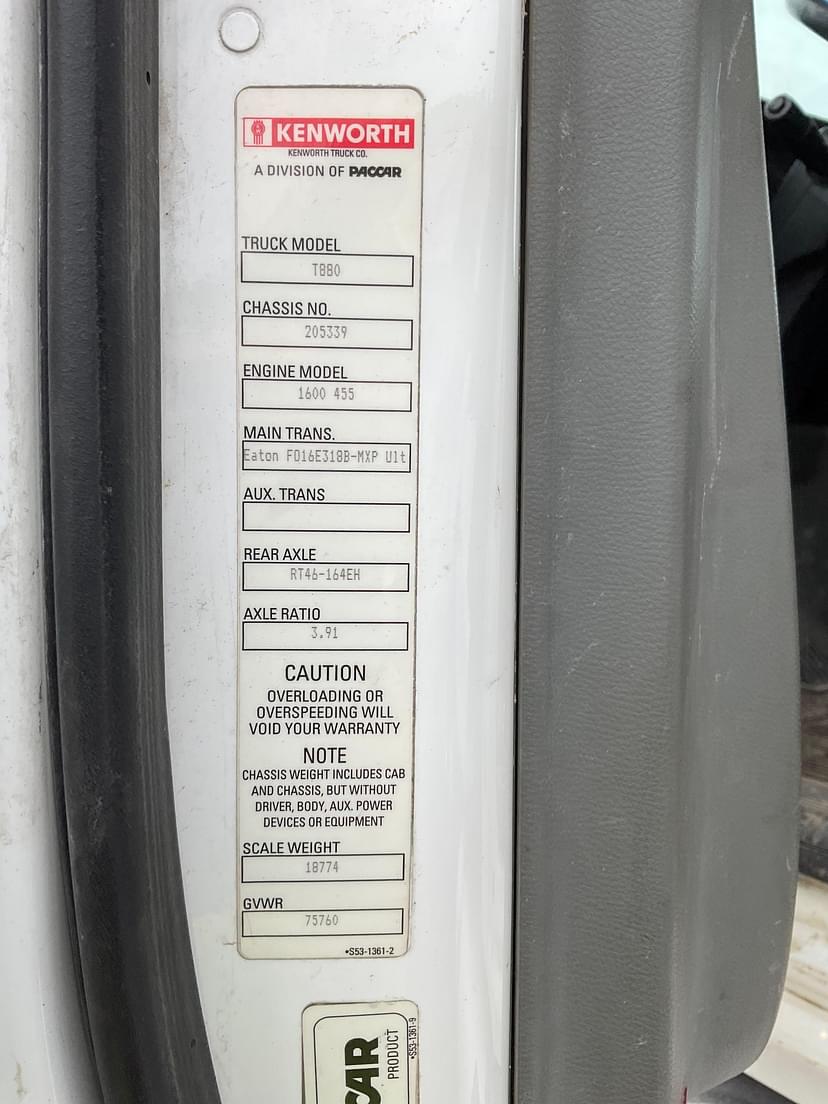 KENWORTH
KENWORTH TRUCK CO.
A DIVISION OF PACCAR
TRUCK MODEL
T880
CHASSIS NO.
205339
ENGINE MODEL
1600 455
MAIN TRANS.
Eaton FO16E318B-MXP Ult
AUX. TRANS
REAR AXLE
RT46-164EH
AXLE RATIO
3.91
CAUTION
OVERLOADING OR
OVERSPEEDING WILL
VOID YOUR WARRANTY
NOTE
CHASSIS WEIGHT INCLUDES CAB
AND CHASSIS, BUT WITHOUT
DRIVER, BODY, AUX. POWER
DEVICES OR EQUIPMENT
SCALE WEIGHT
18774
GVWR
75760
•S53-1361-2
CAR
PRODUCT
•S53-1361-9